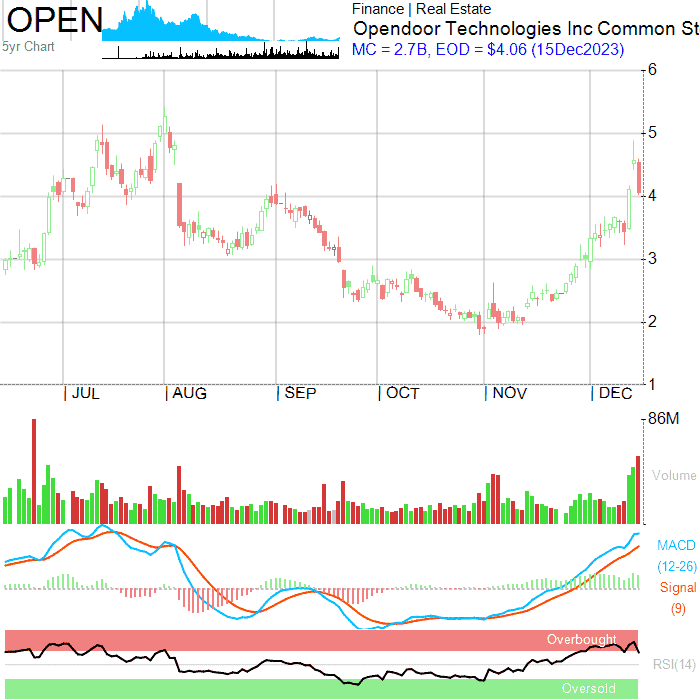 OPEN
5yr Chart
Finance | Real Estate
Opendoor Technologies Inc Common St
MC = 2.7B, EOD = $4.06 (15Dec2023)
6
5
4
3
2
1
JUL AUG SEP OCT NOV DEC
86M
Volume
MACD
(12-26)
Signal
(9)
Overbought
RSI(14)
Oversold